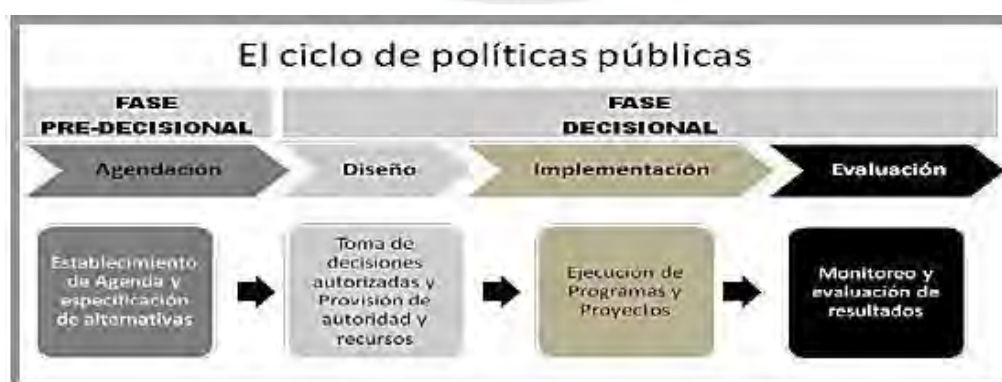 El ciclo de políticas públicas
FASE
PRE-DECISIONAL
FASE
DECISIONAL
Agendación
Diseño
Implementación
Evaluación
Establecimiento
de Agenda y
especificación
de alternativas
Toma de
decisiones
autorizadas y
Provisión de
autoridad y
recursos
Ejecución de
Programas y
Proyectos
Monitoreo y
evaluación de
resultados